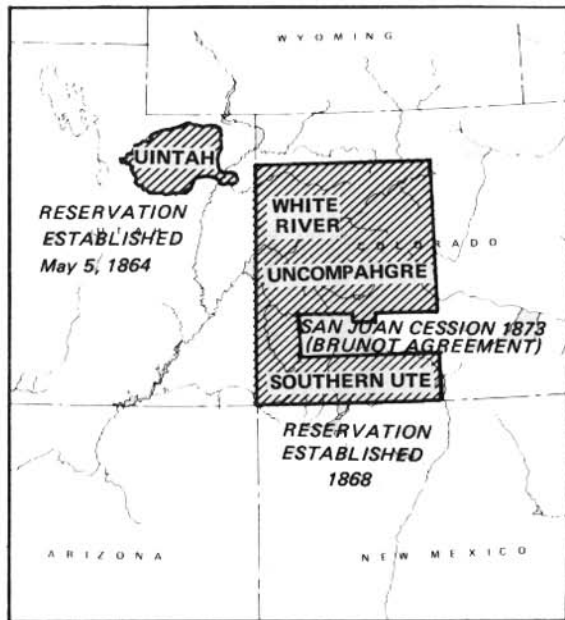 WYOMING
UINTAH
RESERVATION
ESTABLISHED
May 5, 1864
UTAH
WHITE
RIVER
COLORADO
UNCOMPAHGRE
SAN JUAN CESSION 1873
(BRUNOT AGREEMENT)
SOUTHERN UTE
RESERVATION
ESTABLISHED
1868
ARIZONA
NEW MEXICO